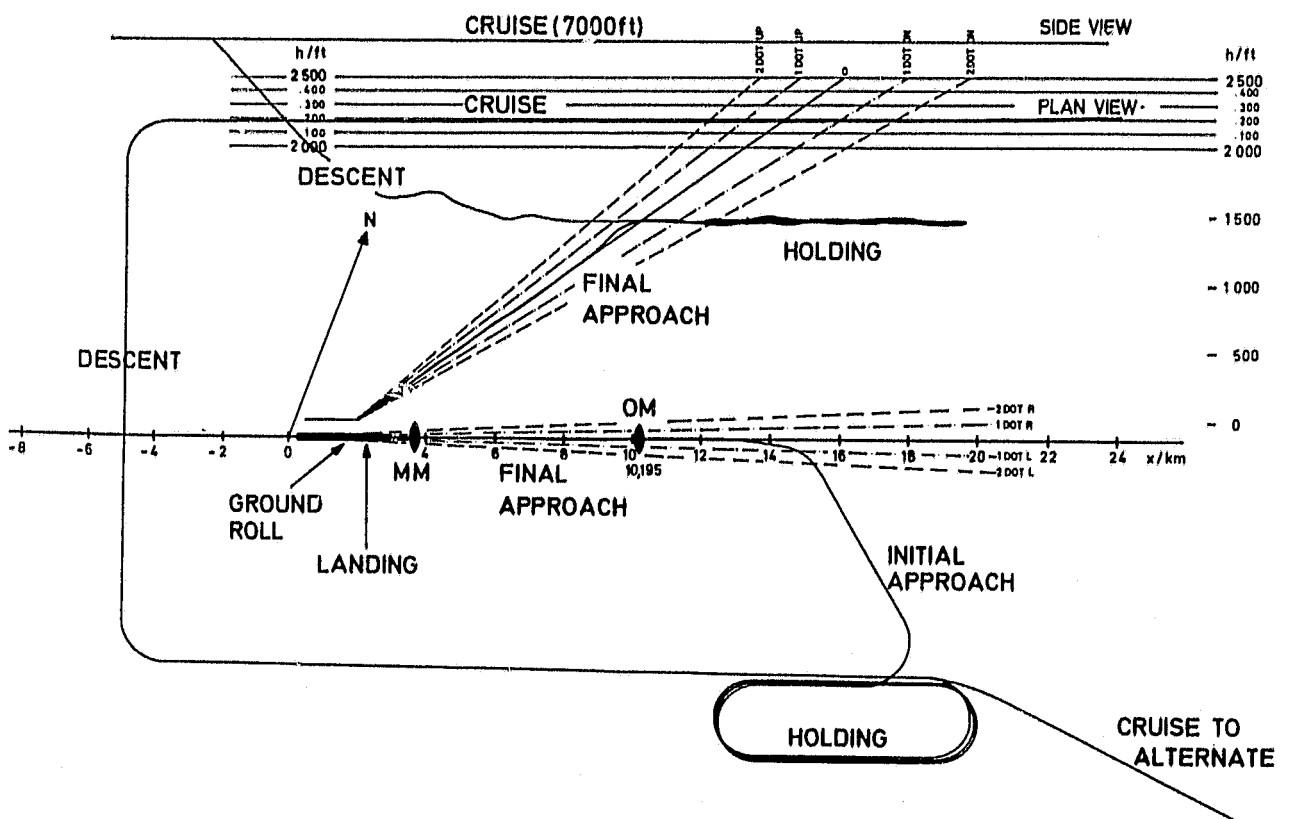 CRUISE (7000ft)
SIDE VIEW
h/ft
h/ft
2 DOT UP
1 DOT UP
0
1 DOT DN
2 DOT DN
2500
2500
.400
.400
.300
CRUISE
PLAN VIEW
.300
.200
.200
.100
.100
2000
2000
DESCENT
N
1500
HOLDING
FINAL
APPROACH
1000
DESCENT
500
OM
2 DOT R
1 DOT R
0
-8
-6
-4
-2
0
4
6
8
10
12
14
16
18
20
22
24
x/km
1 DOT L
2 DOT L
10,195
MM
FINAL
APPROACH
GROUND
ROLL
LANDING
INITIAL
APPROACH
HOLDING
CRUISE TO
ALTERNATE